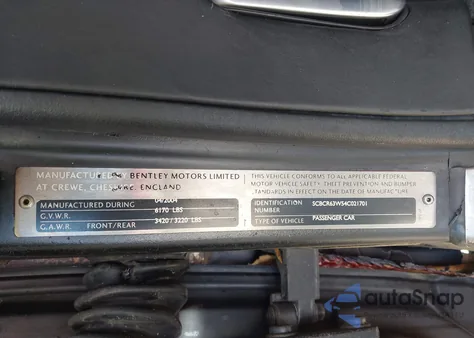 MANUFACTURED BY BENTLEY MOTORS LIMITED
AT CREWE, CHESHIRE, ENGLAND
MANUFACTURED DURING 04/2004
G.V.W.R. 6170 LBS
G.A.W.R. FRONT/REAR 3420 / 3220 LBS
THIS VEHICLE CONFORMS TO ALL APPLICABLE FEDERAL
MOTOR VEHICLE SAFETY, THEFT PREVENTION, AND BUMPER
STANDARDS IN EFFECT ON THE DATE OF MANUFACTURE.
IDENTIFICATION
NUMBER SCBCR63W54C021701
TYPE OF VEHICLE PASSENGER CAR
autoSnap